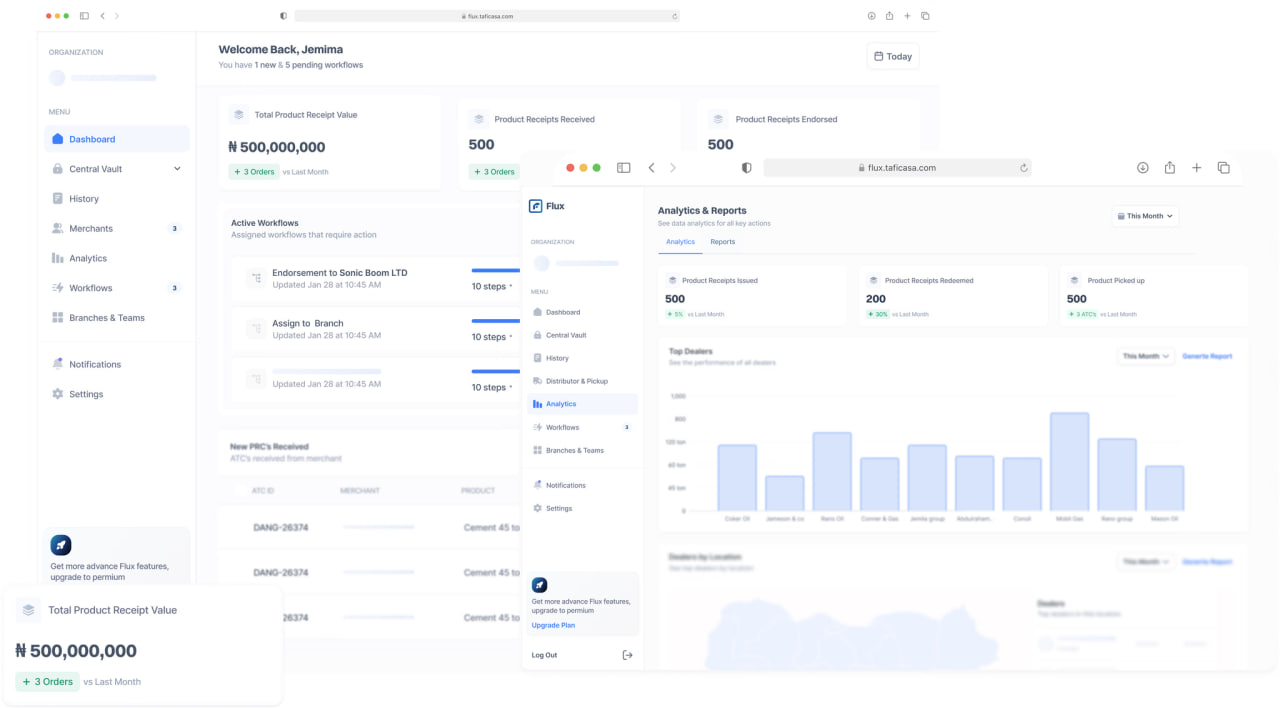 flux.taficasa.com
ORGANIZATION
MENU
Dashboard
Central Vault
History
Merchants 3
Analytics
Workflows 3
Branches & Teams
Notifications
Settings
Get more advance Flux features,
upgrade to permium
Welcome Back, Jemima
You have 1 new & 5 pending workflows
Today
Total Product Receipt Value
₦ 500,000,000
+ 3 Orders vs Last Month
Product Receipts Received
500
+ 3 Orders
Product Receipts Endorsed
500
Active Workflows
Assigned workflows that require action
Endorsement to Sonic Boom LTD
Updated Jan 28 at 10:45 AM
10 steps
Assign to Branch
Updated Jan 28 at 10:45 AM
10 steps
Updated Jan 28 at 10:45 AM
10 steps
New PRC's Received
ATC's received from merchant
ATC ID MERCHANT PRODUCT
DANG-26374 Cement 45 to
DANG-26374 Cement 45 to
DANG-26374 Cement 45 to
Total Product Receipt Value
₦ 500,000,000
+ 3 Orders vs Last Month
flux.taficasa.com
Flux
ORGANIZATION
MENU
Dashboard
Central Vault
History
Distributor & Pickup
Analytics
Workflows 3
Branches & Teams
Notifications
Settings
Get more advance Flux features,
upgrade to permium
Upgrade Plan
Log Out
Analytics & Reports
See data analytics for all key actions
This Month
Analytics Reports
Product Receipts Issued
500
+ 5% vs Last Month
Product Receipts Redeemed
200
+ 30% vs Last Month
Product Picked up
500
+ 3 ATC's vs Last Month
Top Dealers
See the performance of all dealers.
This Month Generte Report
1,000
800
120 ton
60 ton
45 ton
0
Coker Oil Jameson & co Reno Oil Conner & Gas Jemila group Conoil Mobil Gas Reno group Mason Oil
Dealers by Location
See top dealers by location
This Month Generte Report
Dealers
Top dealers in this location.